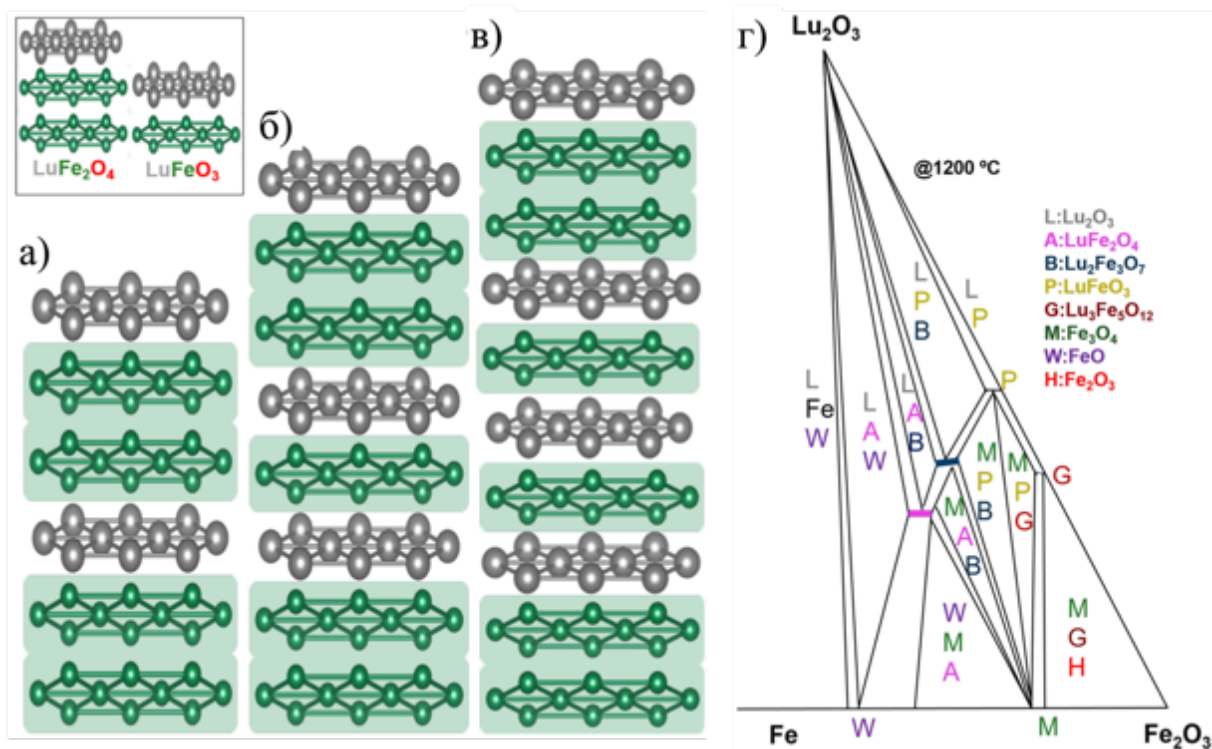 LuFe₂O₄
LuFeO₃
а)
б)
в)
г)
Lu₂O₃
@1200 ºC
L:Lu₂O₃
A:LuFe₂O₄
B:Lu₂Fe₃O₇
P:LuFeO₃
G:Lu₃Fe₅O₁₂
M:Fe₃O₄
W:FeO
H:Fe₂O₃
L
P
B
L
P
P
L
Fe
W
L
A
W
L
A
B
M
P
B
M
P
G
G
M
A
B
W
M
A
M
G
H
Fe
W
M
Fe₂O₃